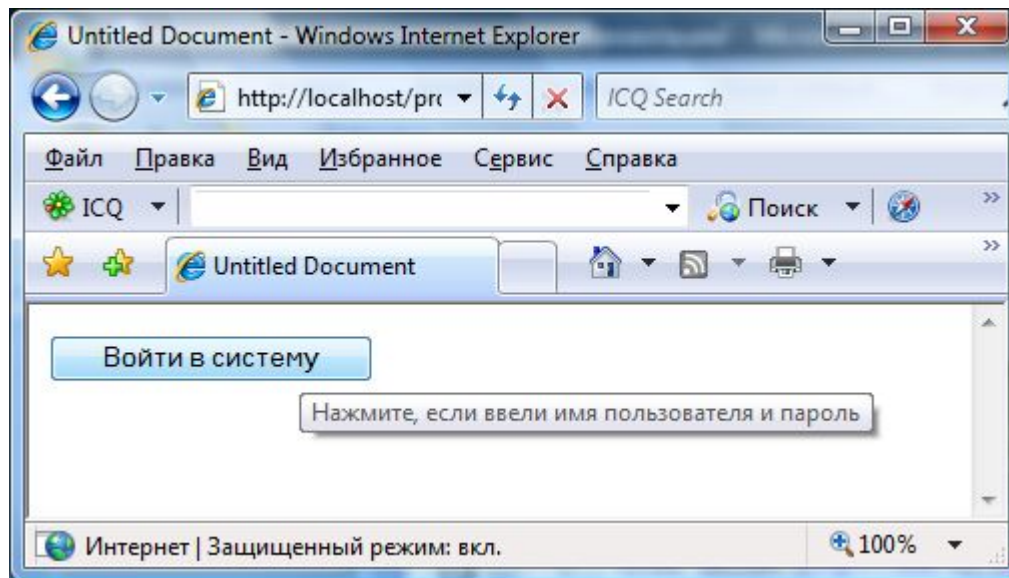 Untitled Document - Windows Internet Explorer
http://localhost/pro ICQ Search
Файл Правка Вид Избранное Сервис Справка
ICQ Поиск
Untitled Document
Войти в систему
Нажмите, если ввели имя пользователя и пароль
Интернет | Защищенный режим: вкл. 100%